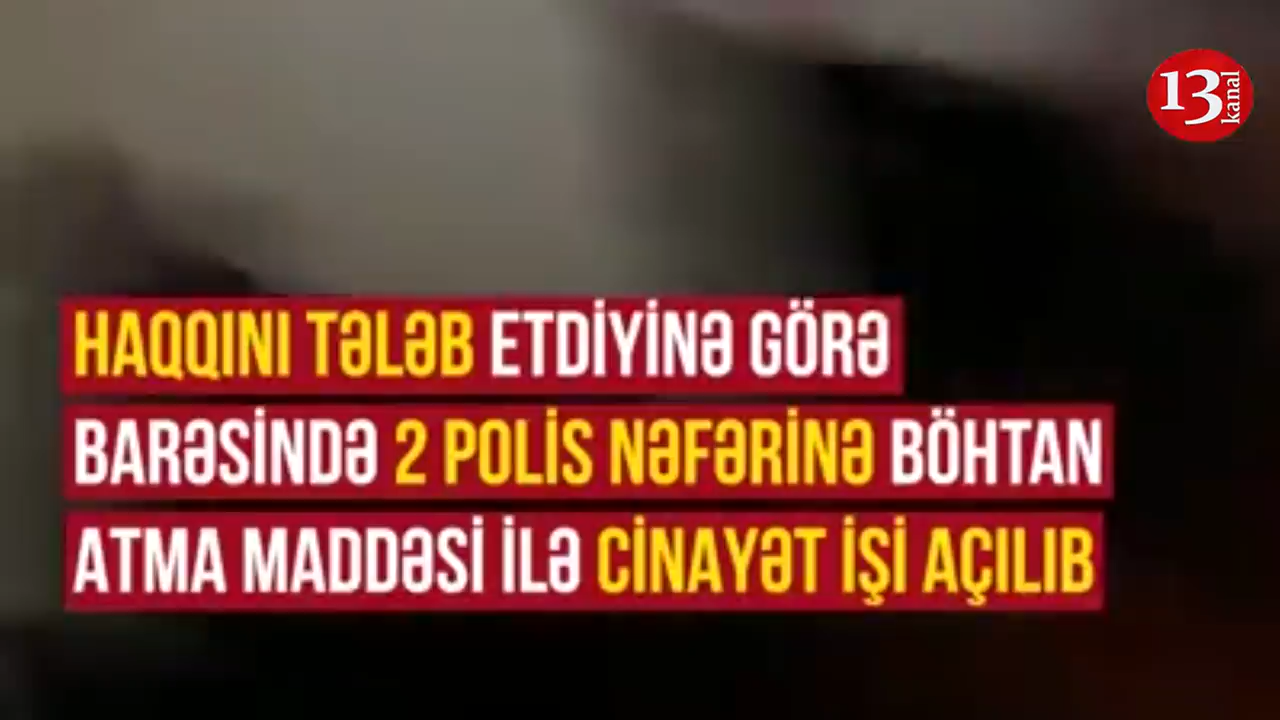 13 kanal
HAQQINI TƏLƏB ETDİYİNƏ GÖRƏ
BARƏSİNDƏ 2 POLİS NƏFƏRİNƏ BÖHTAN
ATMA MADDƏSİ İLƏ CİNAYƏT İŞİ AÇILIB